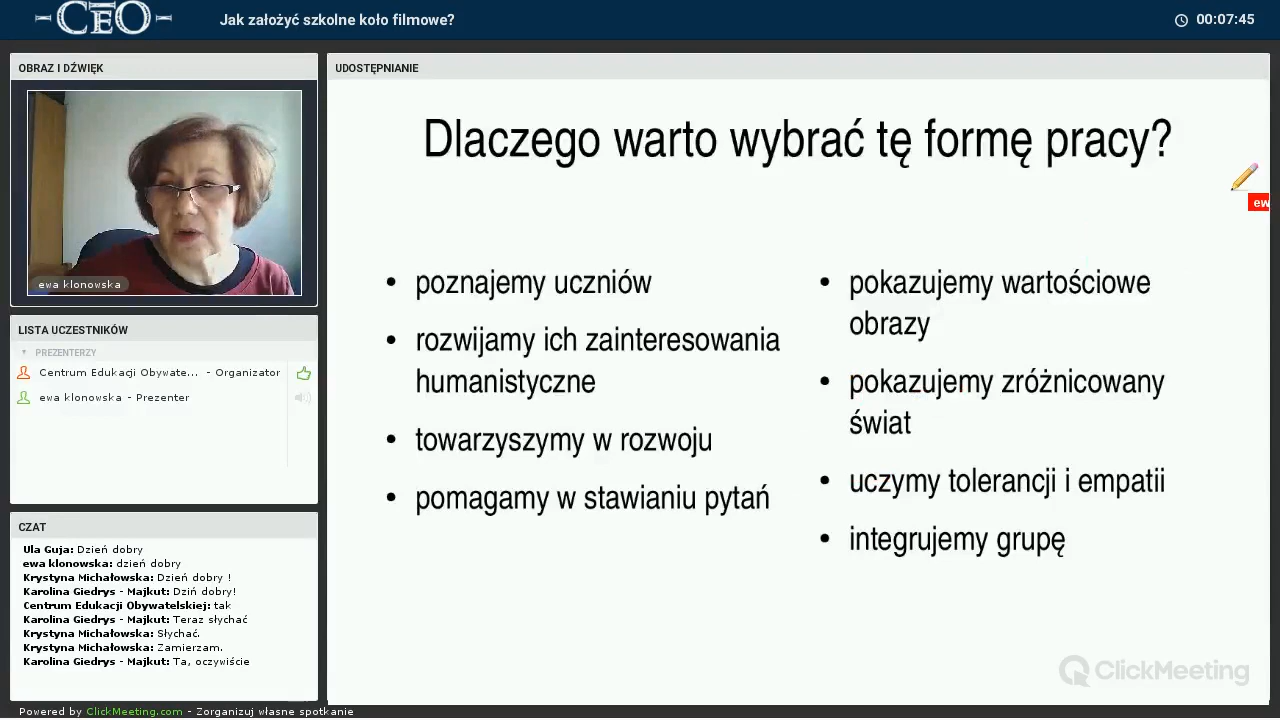 CEO
Jak założyć szkolne koło filmowe?
00:07:45
OBRAZ I DŹWIĘK
ewa klonowska
LISTA UCZESTNIKÓW
PREZENTERZY
Centrum Edukacji Obywate... - Organizator
ewa klonowska - Prezenter
CZAT
Ula Guja: Dzień dobry
ewa klonowska: dzień dobry
Krystyna Michałowska: Dzień dobry !
Karolina Giedrys - Majkut: Dziń dobry!
Centrum Edukacji Obywatelskiej: tak
Karolina Giedrys - Majkut: Teraz słychać
Krystyna Michałowska: Słychać.
Krystyna Michałowska: Zamierzam.
Karolina Giedrys - Majkut: Ta, oczywiście
UDOSTĘPNIANIE
Dlaczego warto wybrać tę formę pracy?
ew
• poznajemy uczniów
• rozwijamy ich zainteresowania
humanistyczne
• towarzyszymy w rozwoju
• pomagamy w stawianiu pytań
• pokazujemy wartościowe
obrazy
• pokazujemy zróżnicowany
świat
• uczymy tolerancji i empatii
• integrujemy grupę
ClickMeeting
Powered by ClickMeeting.com - Zorganizuj własne spotkanie